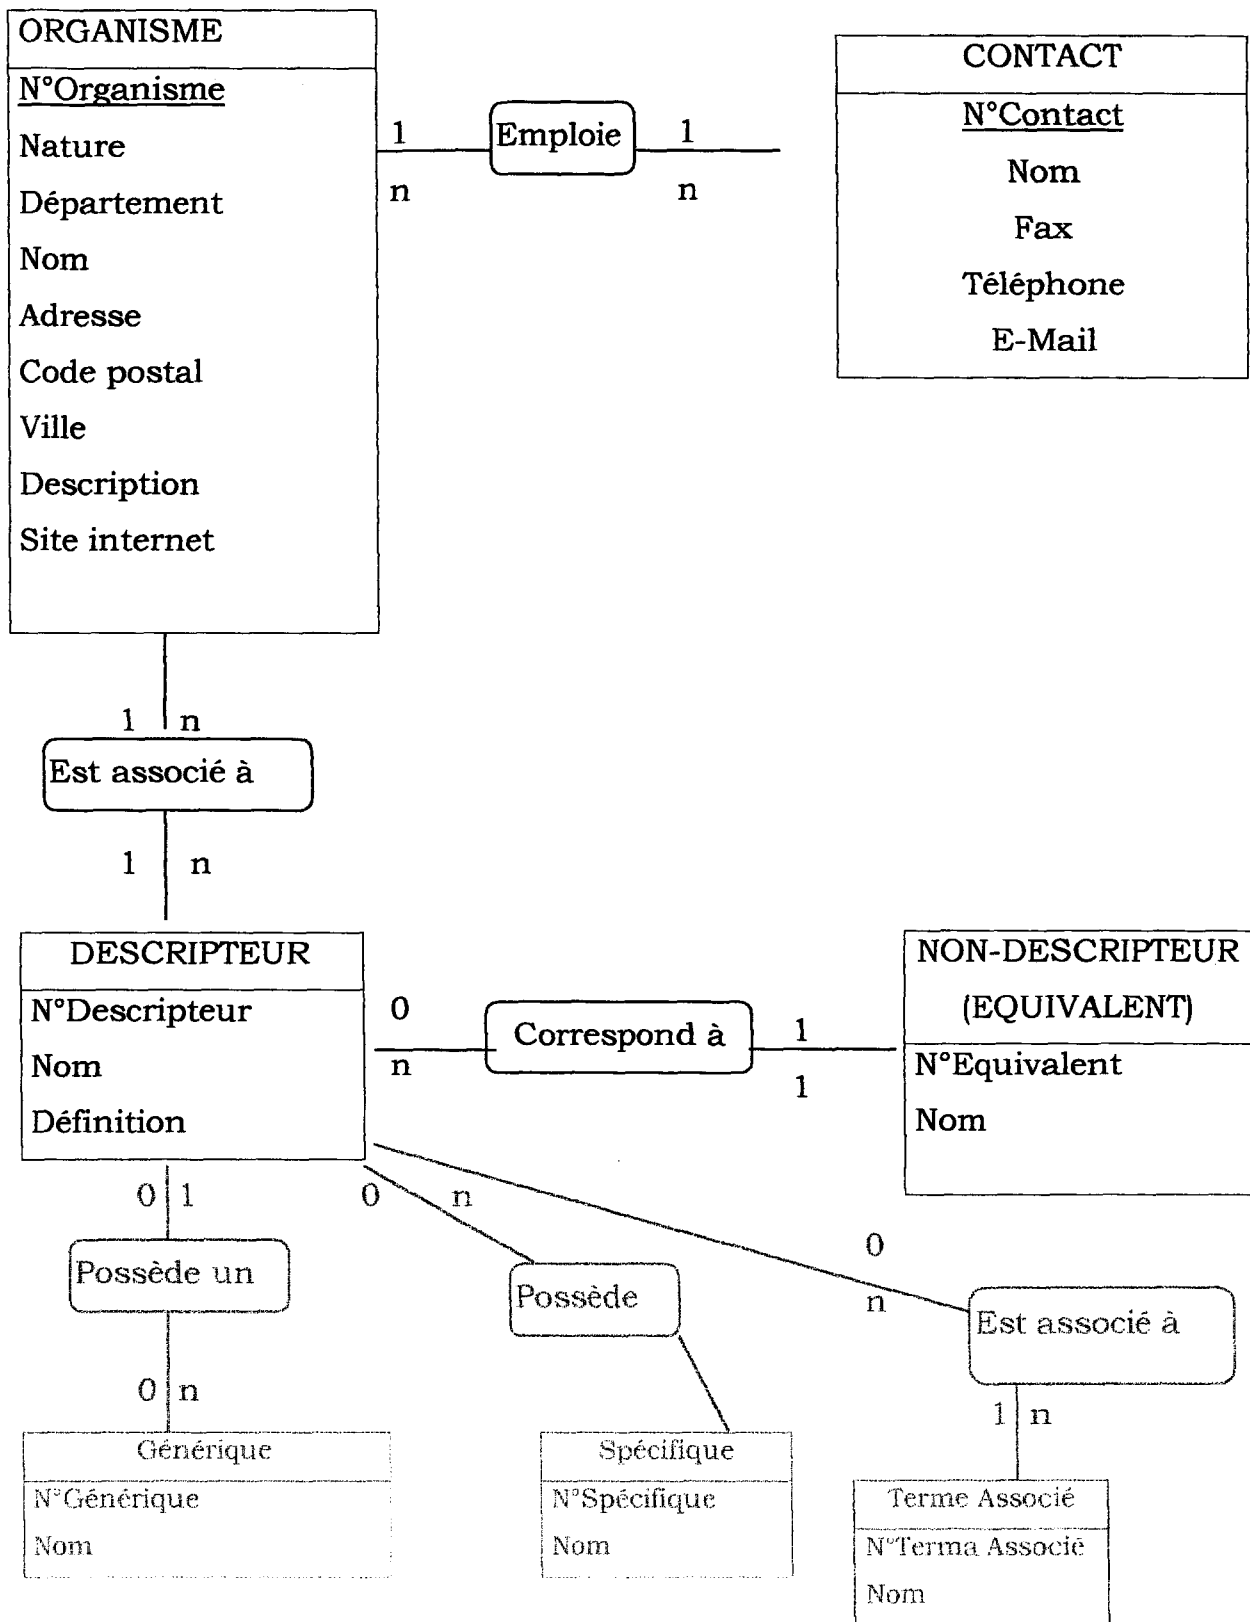 ORGANISME
N°Organisme
Nature
Département
Nom
Adresse
Code postal
Ville
Description
Site internet
1
n
Emploie
1
n
CONTACT
N°Contact
Nom
Fax
Téléphone
E-Mail
1 n
Est associé à
1 n
DESCRIPTEUR
N°Descripteur
Nom
Définition
0
n
Correspond à
1
1
NON-DESCRIPTEUR
(EQUIVALENT)
N°Equivalent
Nom
0 1
Possède un
0 n
Générique
N°Générique
Nom
0 n
Possède
Spécifique
N°Spécifique
Nom
0
n
Est associé à
1 n
Terme Associé
N°Terma Associé
Nom